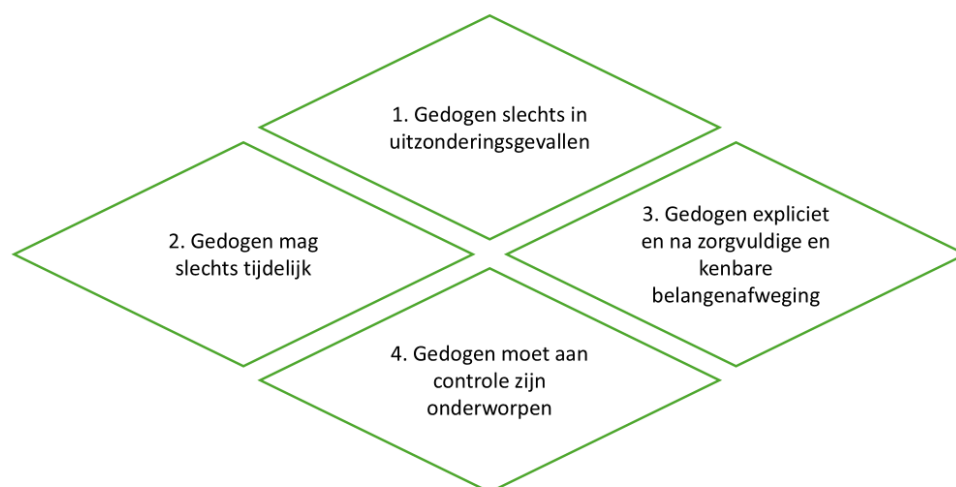 1. Gedogen slechts in
uitzonderingsgevallen
2. Gedogen mag
slechts tijdelijk
3. Gedogen expliciet
en na zorgvuldige en
kenbare
belangenafweging
4. Gedogen moet aan
controle zijn
onderworpen